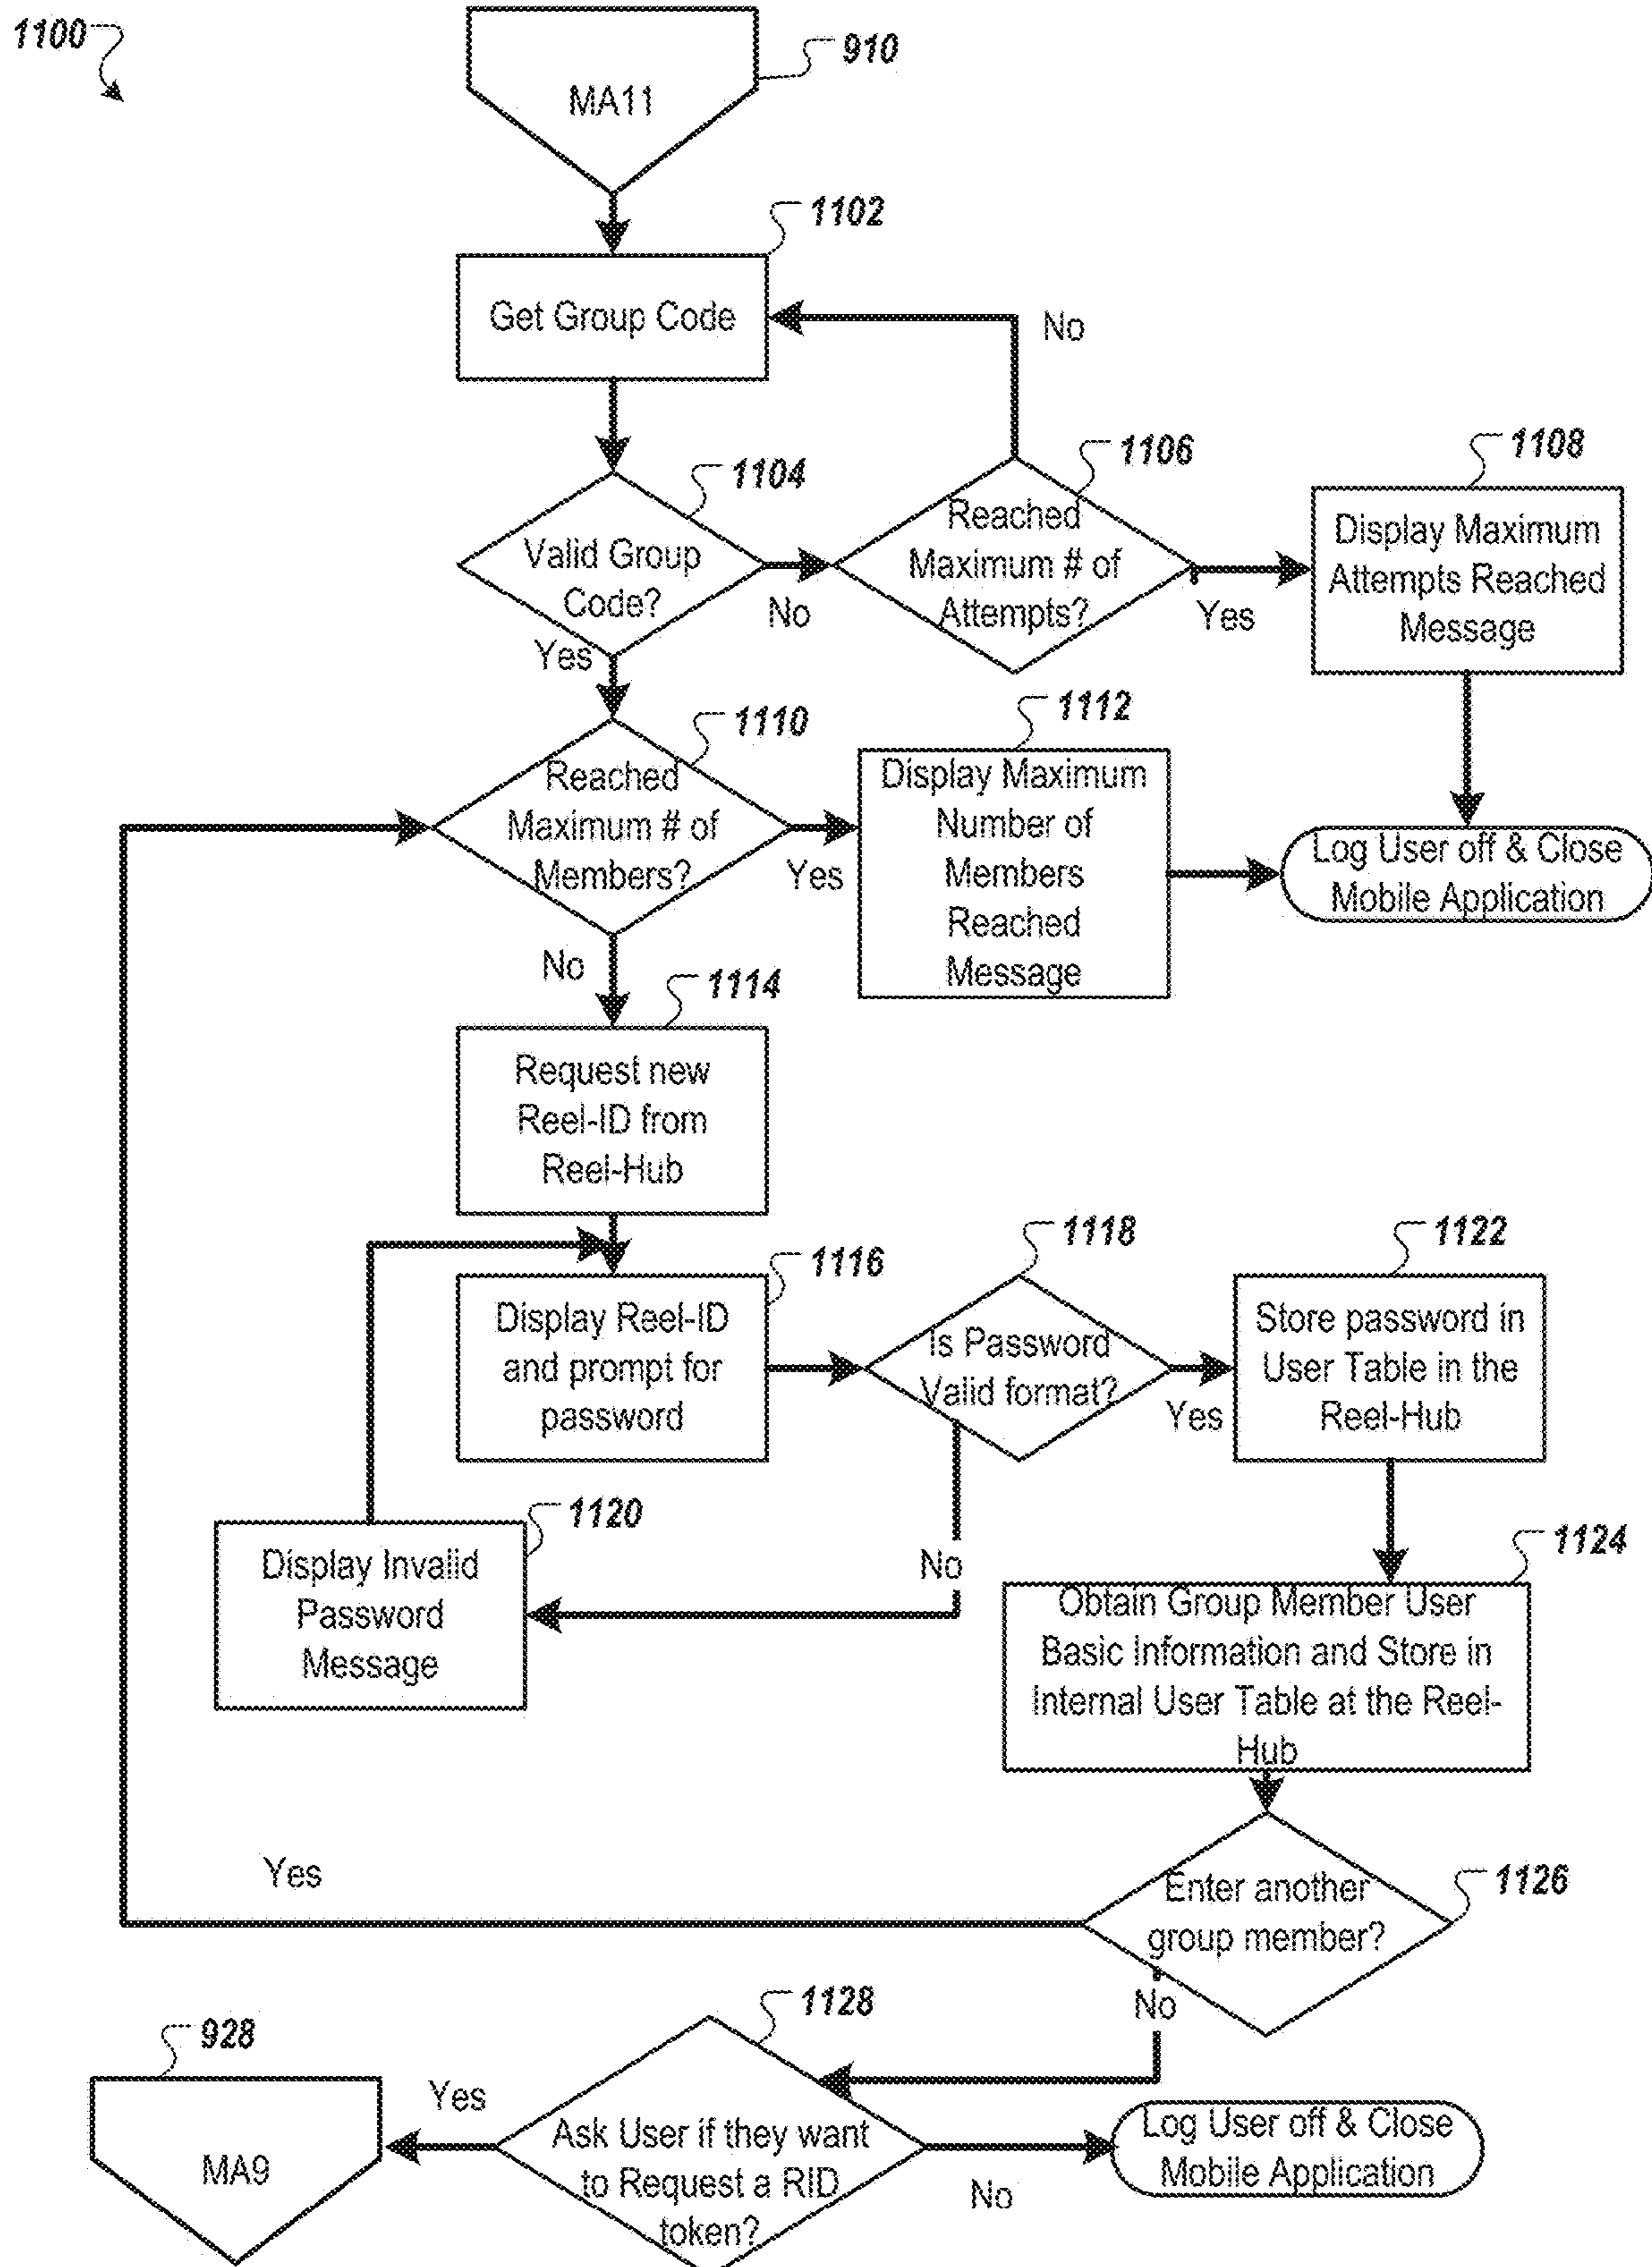 1100
910
MA11
1102
Get Group Code
No
1104
Valid Group
Code?
No
Yes
1106
Reached
Maximum # of
Attempts?
Yes
1108
Display Maximum
Attempts Reached
Message
1110
Reached
Maximum # of
Members?
Yes
No
1112
Display Maximum
Number of
Members
Reached
Message
Log User off & Close
Mobile Application
1114
Request new
Reel-ID from
Reel-Hub
1116
Display Reel-ID
and prompt for
password
1118
Is Password
Valid format?
Yes
No
1122
Store password in
User Table in the
Reel-Hub
1120
Display Invalid
Password
Message
1124
Obtain Group Member User
Basic Information and Store in
Internal User Table at the Reel-
Hub
Yes
1126
Enter another
group member?
No
1128
Ask User if they want
to Request a RID
token?
Yes
No
928
MA9
Log User off & Close
Mobile Application